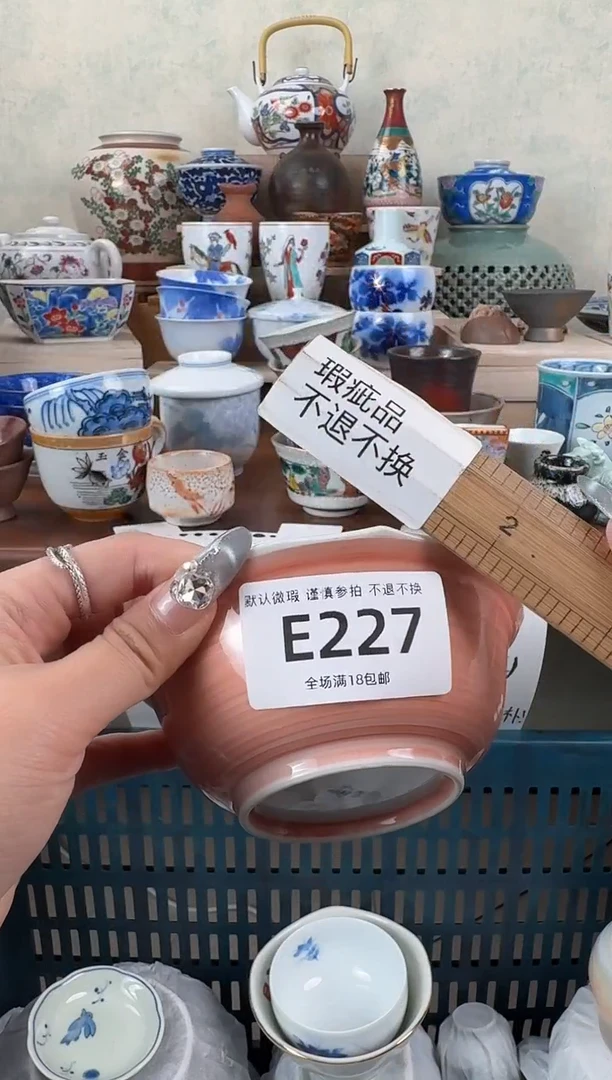 瑕疵品
不退不换
2
默认微瑕 谨慎参拍 不退不换
E227
全场满18包邮